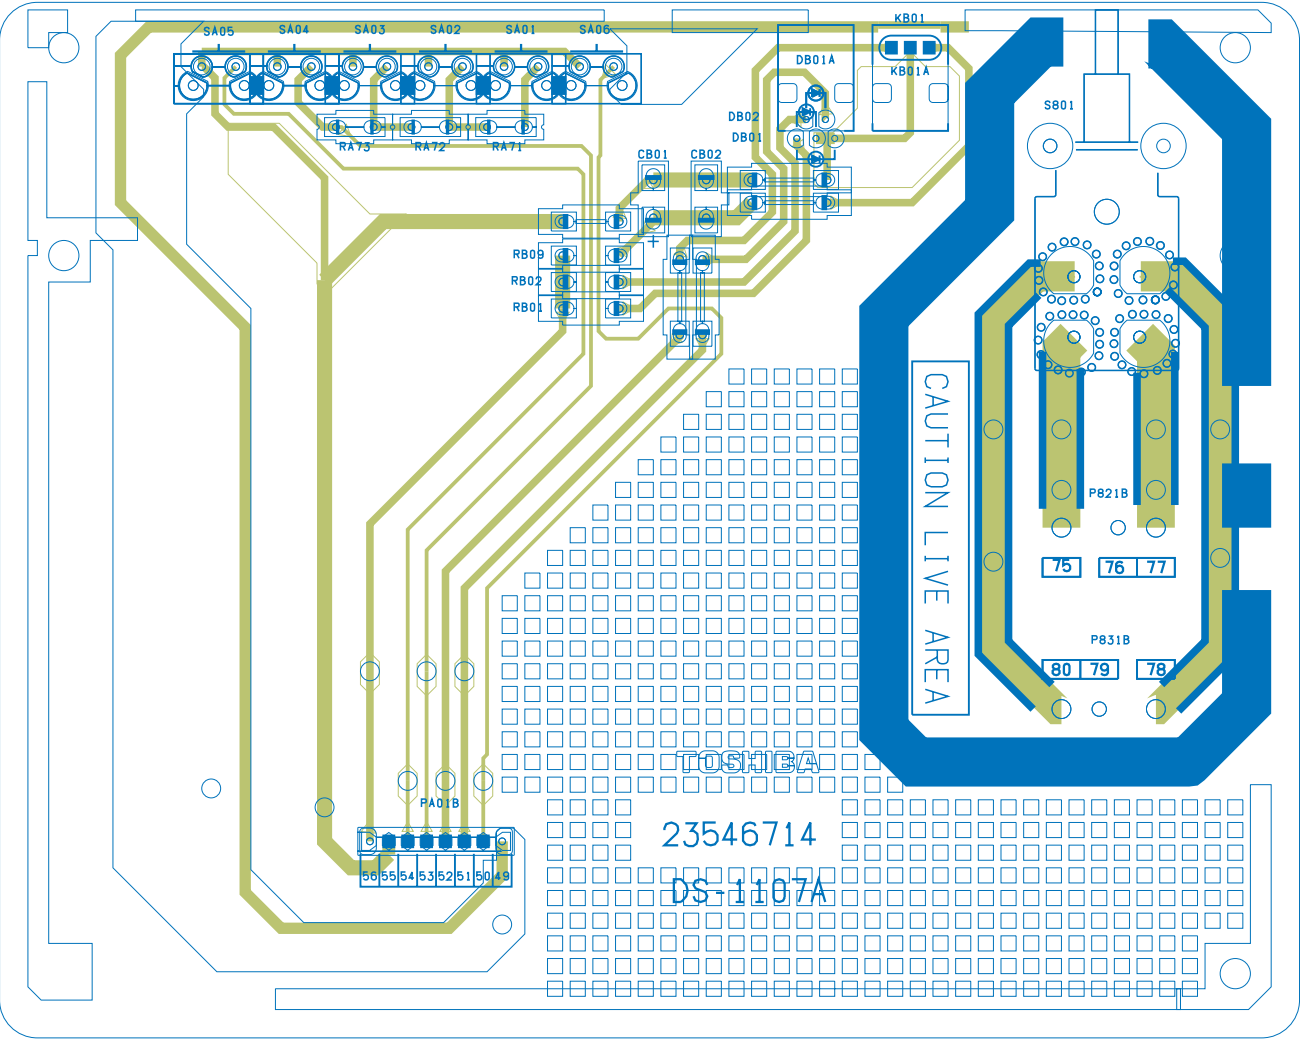 SA05 SA04 SA03 SA02 SA01 SA06
KB01
DB01A
KB01A
DB02
DB01
S801
RA73 RA72 RA71
CB01 CB02
+
RB09
RB02
RB01
CAUTION LIVE AREA
P821B
75 76 77
P831B
80 79 78
TOSHIBA
PA01B
23546714
56 55 54 53 52 51 50 49
DS-1107A